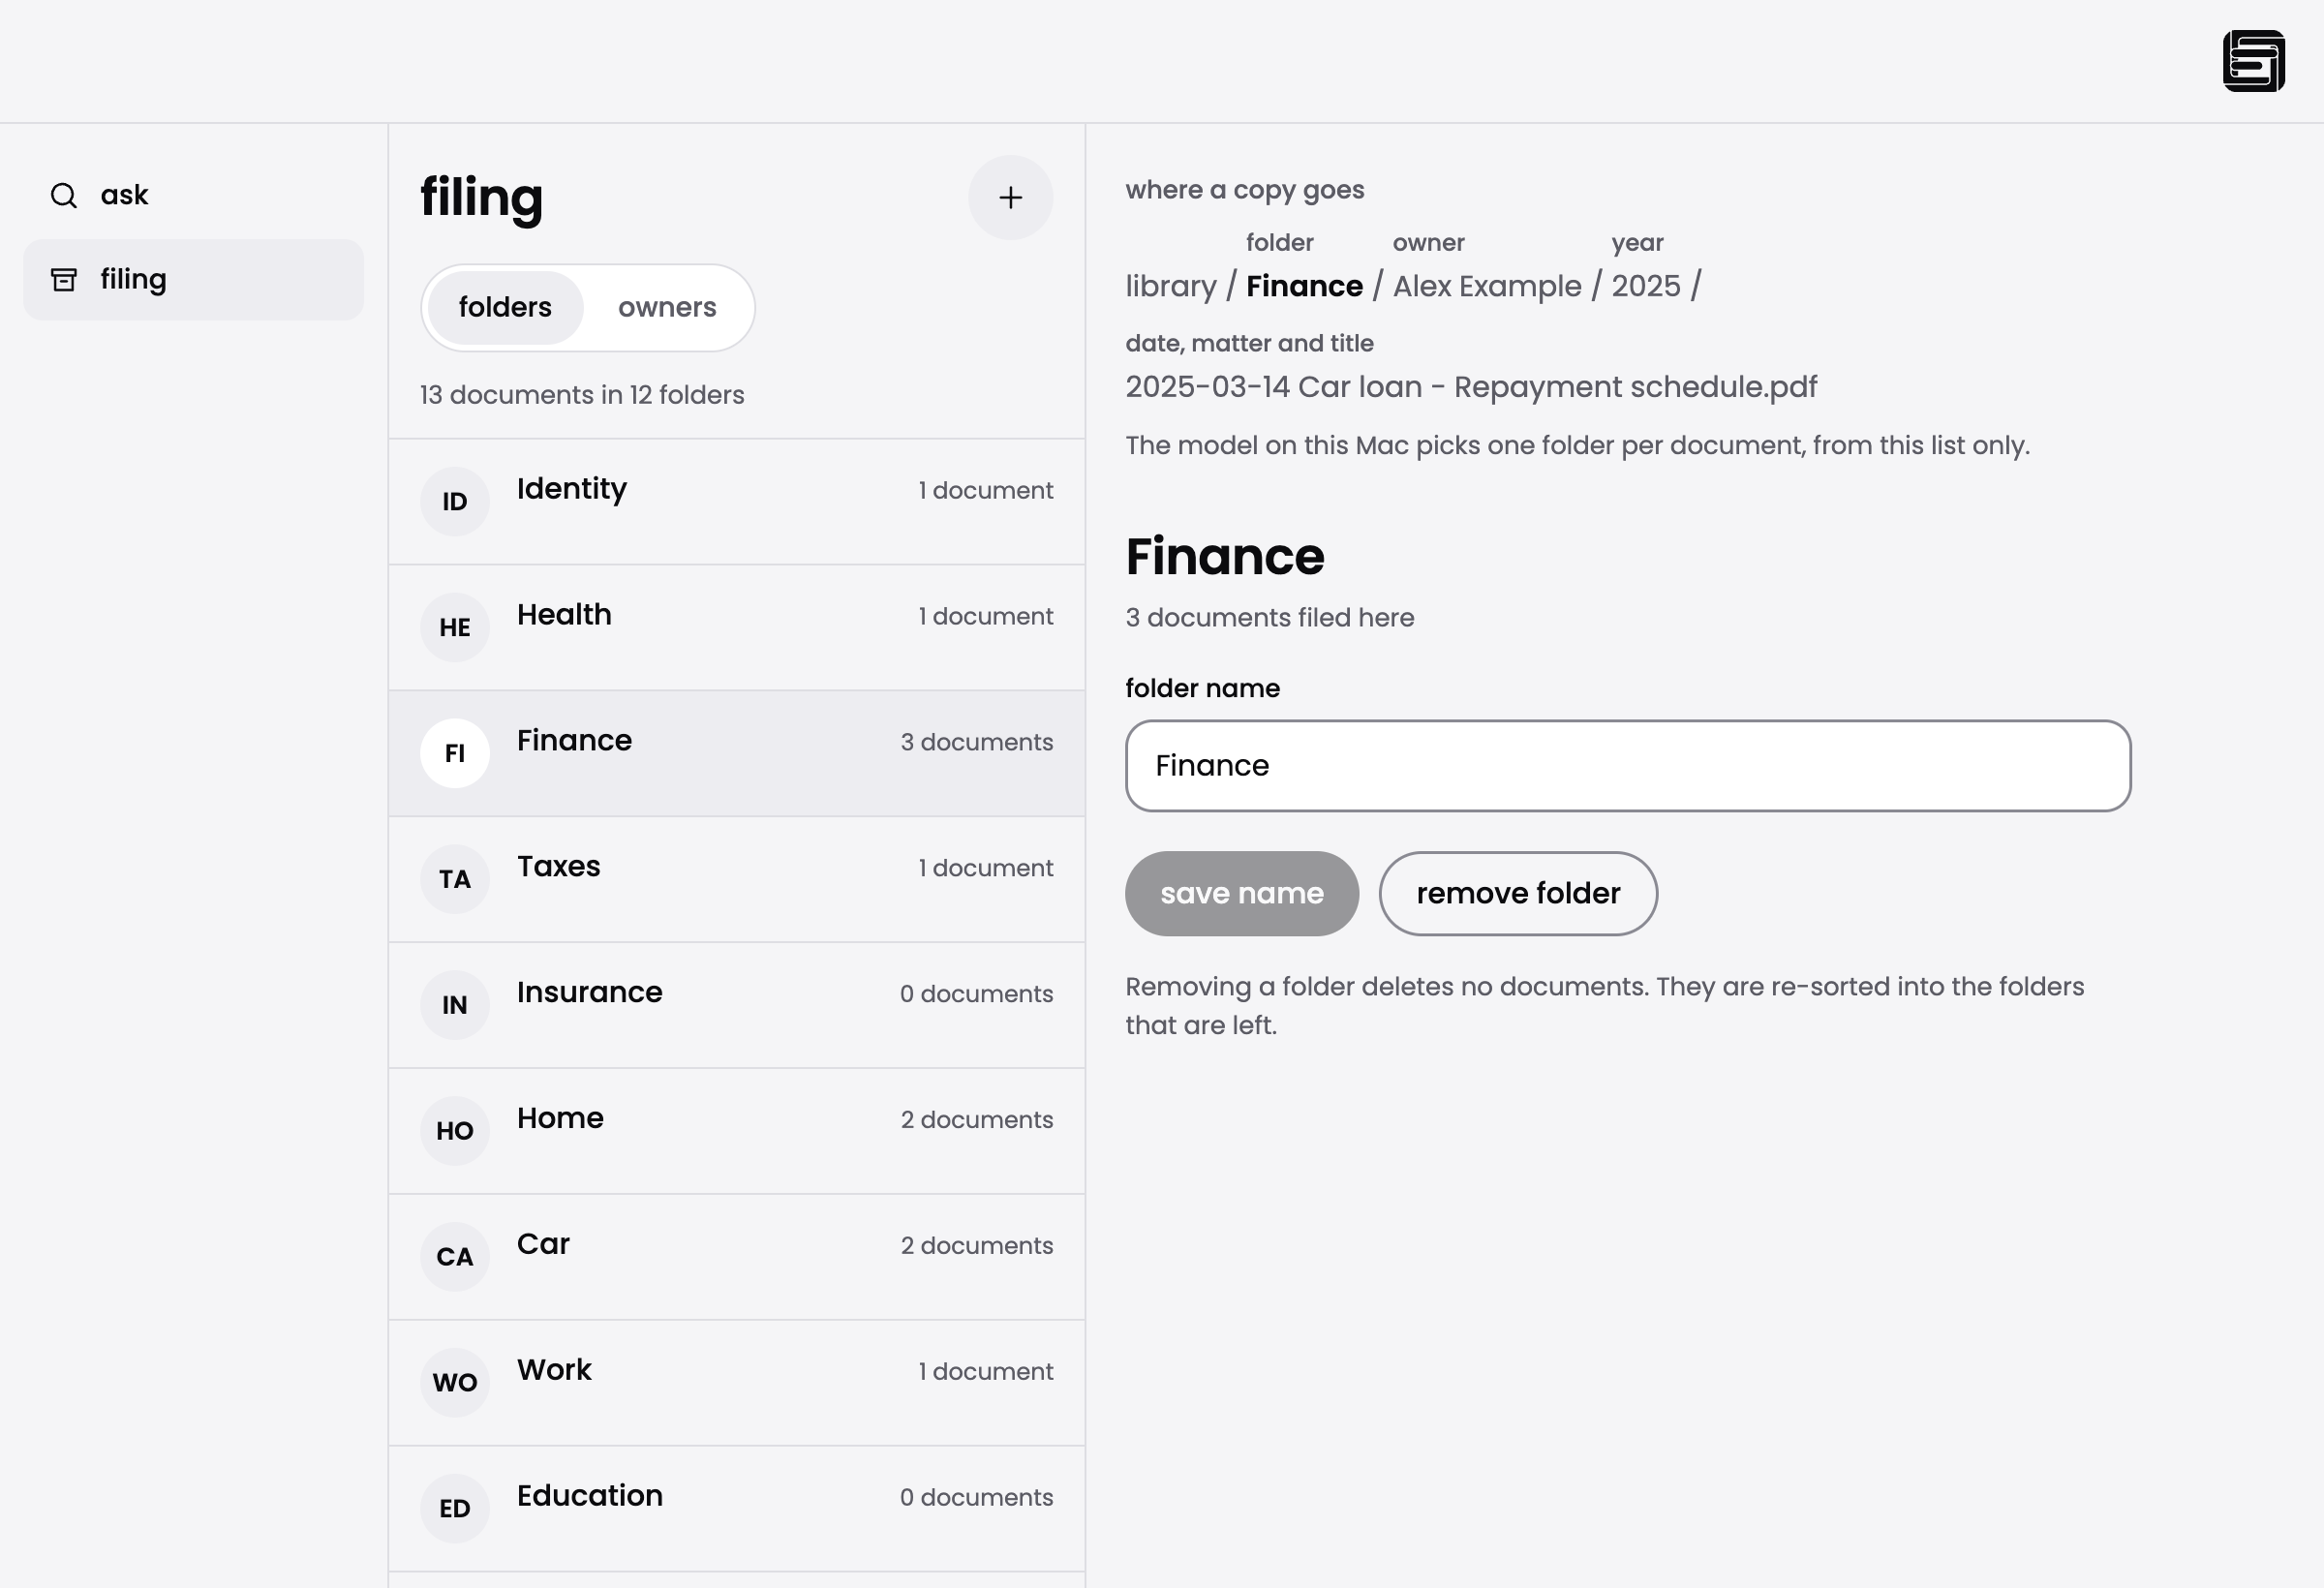 ask
filing
filing
+
folders owners
13 documents in 12 folders
ID Identity 1 document
HE Health 1 document
FI Finance 3 documents
TA Taxes 1 document
IN Insurance 0 documents
HO Home 2 documents
CA Car 2 documents
WO Work 1 document
ED Education 0 documents
where a copy goes
folder owner year
library / Finance / Alex Example / 2025 /
date, matter and title
2025-03-14 Car loan - Repayment schedule.pdf
The model on this Mac picks one folder per document, from this list only.
Finance
3 documents filed here
folder name
Finance
save name remove folder
Removing a folder deletes no documents. They are re-sorted into the folders
that are left.